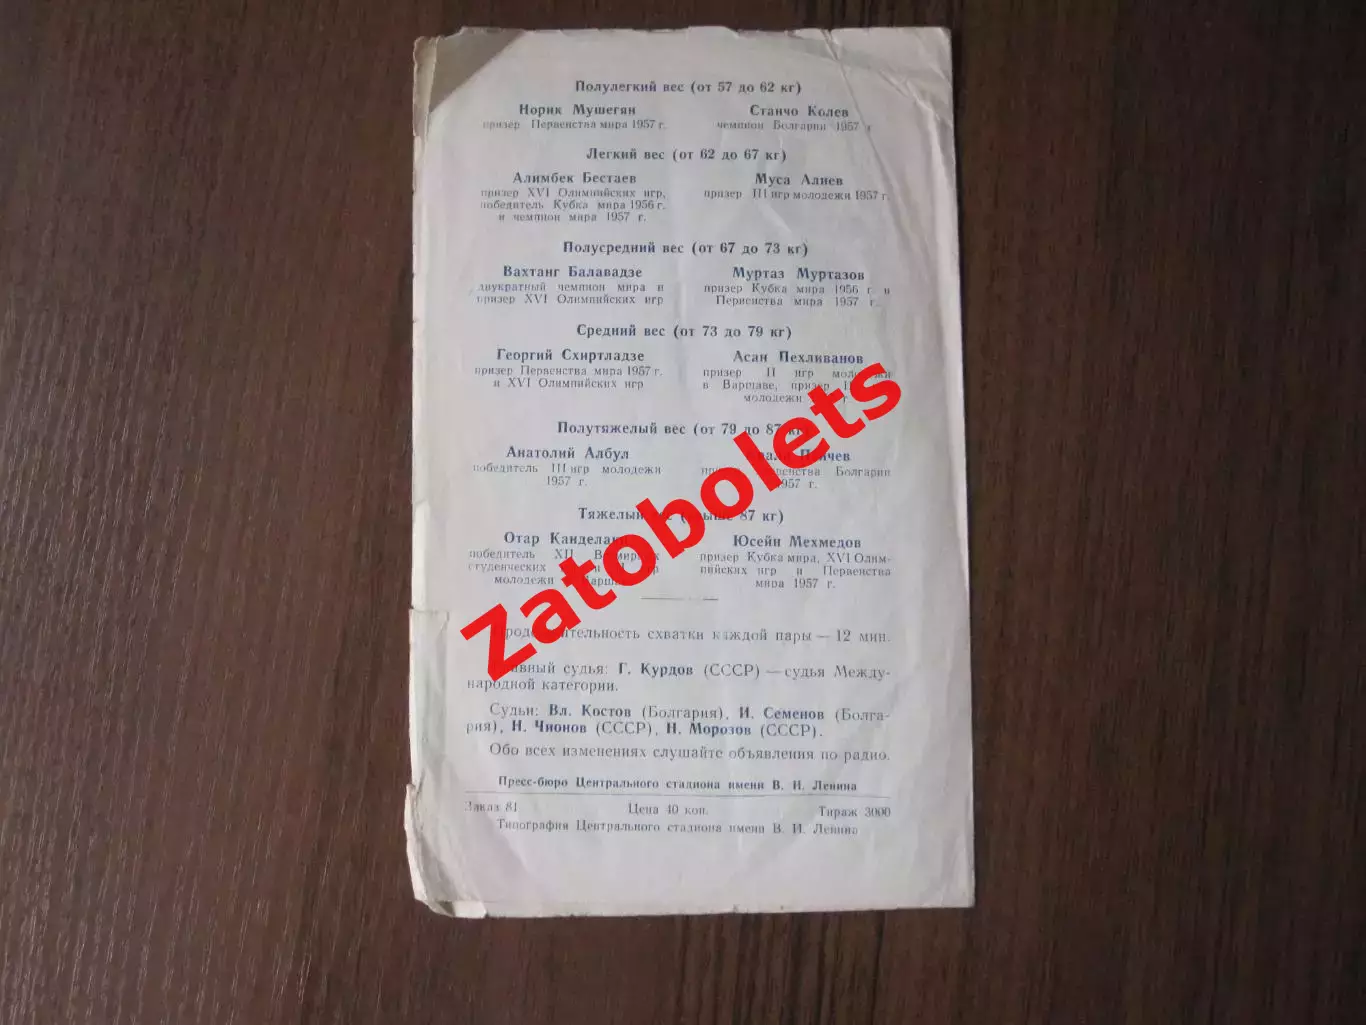 Полулегкий вес (от 57 до 62 кг)
Норик Мушегян
призер Первенства мира 1957 г.
Станчо Колев
чемпион Болгарии 1957 г
Легкий вес (от 62 до 67 кг)
Алимбек Бестаев
призер XVI Олимпийских игр,
победитель Кубка мира 1956 г.
и чемпион мира 1957 г.
Муса Алиев
призер III игр молодежи 1957 г.
Полусредний вес (от 67 до 73 кг)
Вахтанг Балавадзе
двукратный чемпион мира и
призер XVI Олимпийских игр
Муртаз Муртазов
призер Кубка мира 1956 г. и
Первенства мира 1957 г.
Средний вес (от 73 до 79 кг)
Георгий Схиртладзе
призер Первенства мира 1957 г.
и XVI Олимпийских игр
Асан Пехливанов
призер II игр молодежи
в Варшаве, призер
молодежи г.
Полутяжелый вес (от 79 до 87 кг)
Анатолий Албул
победитель III игр молодежи
1957 г.
Болгарии
1957 г.
Тяжелый вес 87 кг)
Отар Канделаки
победитель XII
студенческих
молодежи
Юсейн Мехмедов
призер Кубка мира, XVI Олим-
пийских игр и Первенства
мира 1957 г.
схватки каждой пары — 12 мин.
судья: Г. Курдов (СССР) — судья Между-
народной категории.
Судьи: Вл. Костов (Болгария), И. Семенов (Болга-
рия), Н. Чионов (СССР), Н. Морозов (СССР).
Обо всех изменениях слушайте объявления по радио.
Пресс-бюро Центрального стадиона имени В. И. Ленина
Заказ 81 Цена 40 коп. Тираж 3000
Типография Центрального стадиона имени В. И. Ленина
Zatobolets